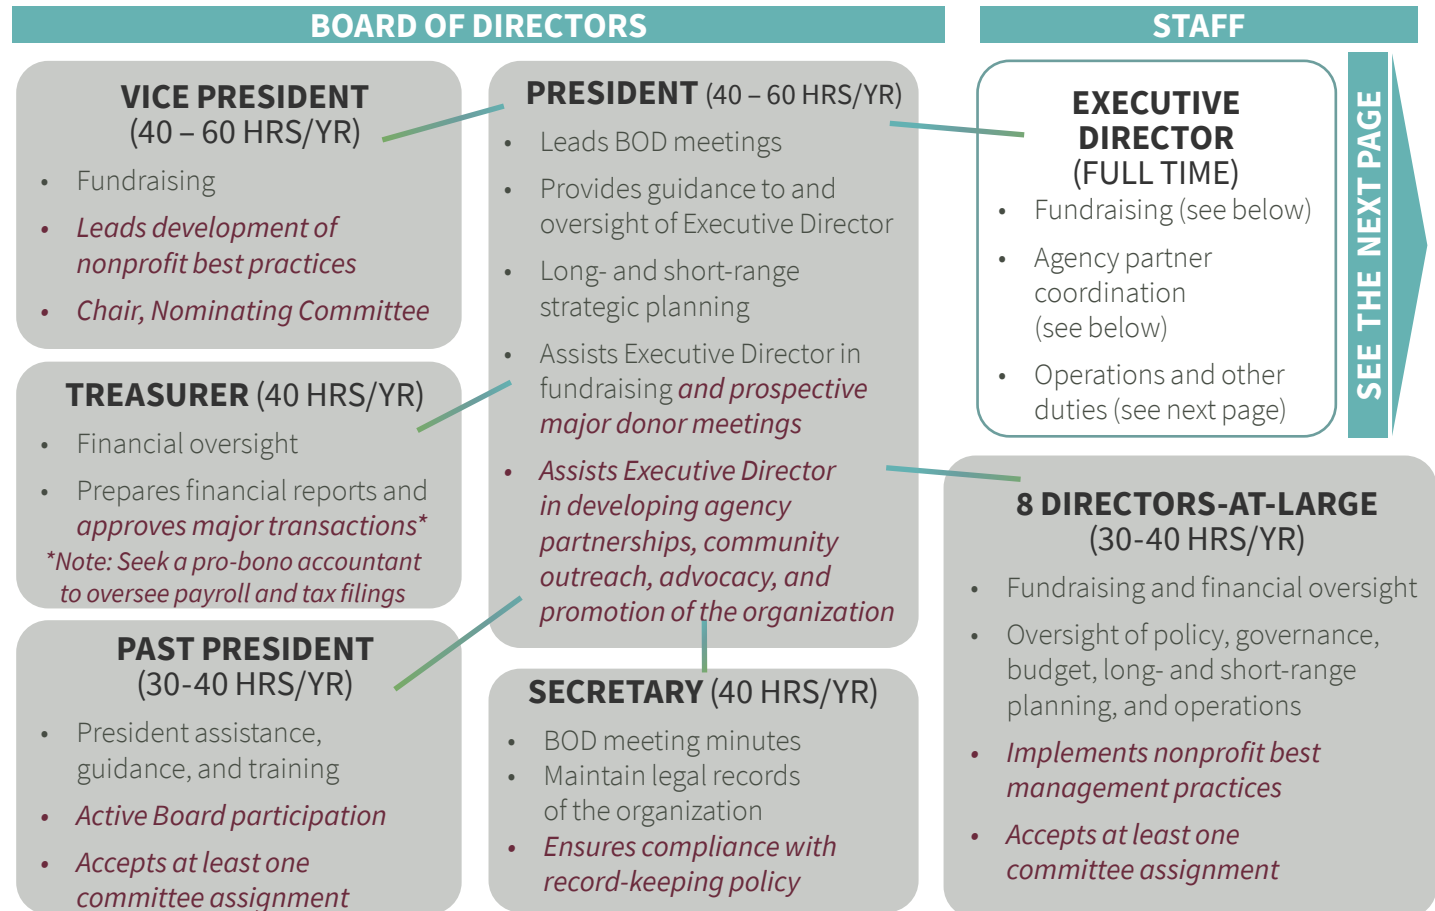 BOARD OF DIRECTORS
STAFF
VICE PRESIDENT
(40 – 60 HRS/YR)
• Fundraising
• Leads development of
nonprofit best practices
• Chair, Nominating Committee
TREASURER (40 HRS/YR)
• Financial oversight
• Prepares financial reports and
approves major transactions*
*Note: Seek a pro-bono accountant
to oversee payroll and tax filings
PAST PRESIDENT
(30-40 HRS/YR)
• President assistance,
guidance, and training
• Active Board participation
• Accepts at least one
committee assignment
PRESIDENT (40 – 60 HRS/YR)
• Leads BOD meetings
• Provides guidance to and
oversight of Executive Director
• Long- and short-range
strategic planning
• Assists Executive Director in
fundraising and prospective
major donor meetings
• Assists Executive Director
in developing agency
partnerships, community
outreach, advocacy, and
promotion of the organization
SECRETARY (40 HRS/YR)
• BOD meeting minutes
• Maintain legal records
of the organization
• Ensures compliance with
record-keeping policy
EXECUTIVE
DIRECTOR
(FULL TIME)
• Fundraising (see below)
• Agency partner
coordination
(see below)
• Operations and other
duties (see next page)
SEE THE NEXT PAGE
8 DIRECTORS-AT-LARGE
(30-40 HRS/YR)
• Fundraising and financial oversight
• Oversight of policy, governance,
budget, long- and short-range
planning, and operations
• Implements nonprofit best
management practices
• Accepts at least one
committee assignment